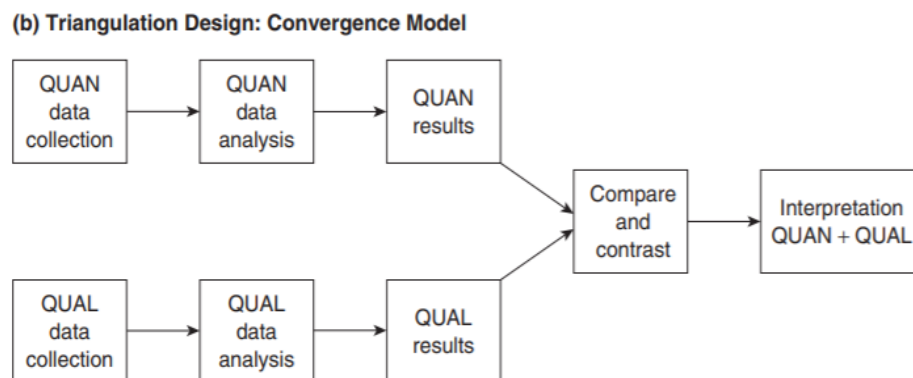 (b) Triangulation Design: Convergence Model
QUAN
data
collection
QUAN
data
analysis
QUAN
results
Compare
and
contrast
Interpretation
QUAN + QUAL
QUAL
data
collection
QUAL
data
analysis
QUAL
results